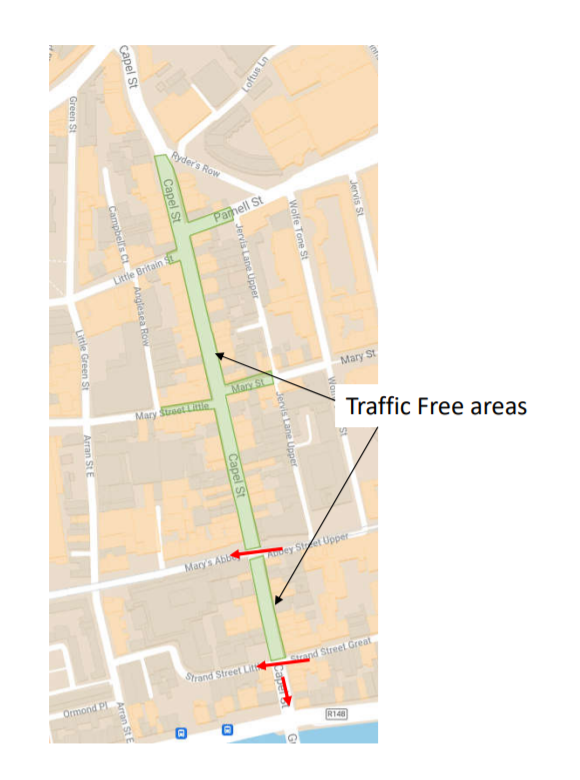 Capel St
Loftus Ln
Green St
Ryder's Row
Capel St
Parnell St
Jervis St
Wolfe Tone St
Campbell's Ct
Jervis Lane Upper
Little Britain St
Anglesea Row
Little Green St
Mary St
Mary St
Traffic Free areas
Mary Street Little
Jervis Lane Upper
Arran St E
Capel St
Abbey Street Upper
Mary's Abbey
Strand Street Great
Strand Street Little
Capel St
Ormond Pl
Arran St E
R148